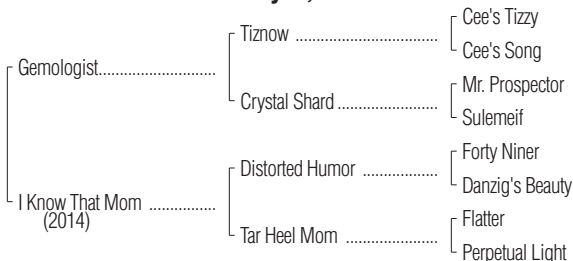 Cee's Tizzy
Tiznow
Cee's Song
Gemologist
Mr. Prospector
Crystal Shard
Sulemeif
Forty Niner
Distorted Humor
Danzig's Beauty
I Know That Mom
(2014)
Flatter
Tar Heel Mom
Perpetual Light